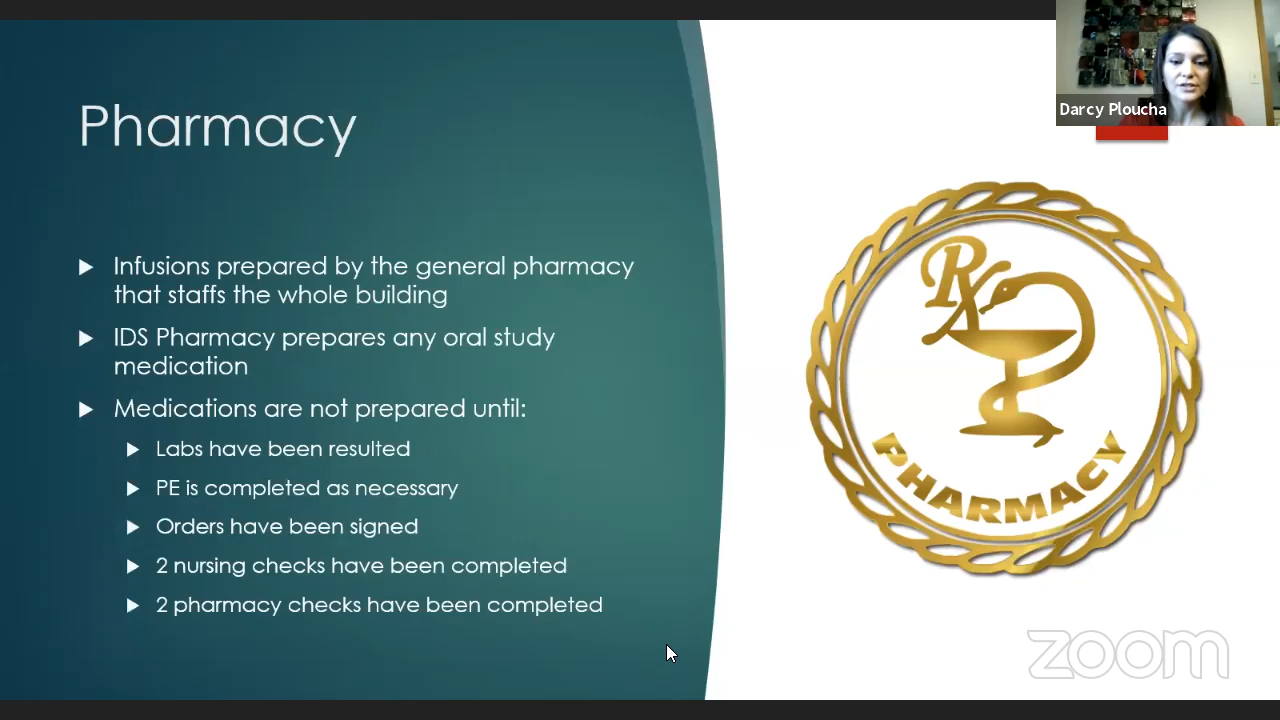 Darcy Ploucha
Pharmacy
Infusions prepared by the general pharmacy
that staffs the whole building
IDS Pharmacy prepares any oral study
medication
Medications are not prepared until:
Labs have been resulted
PE is completed as necessary
Orders have been signed
2 nursing checks have been completed
2 pharmacy checks have been completed
Rx
PHARMACY
zoom